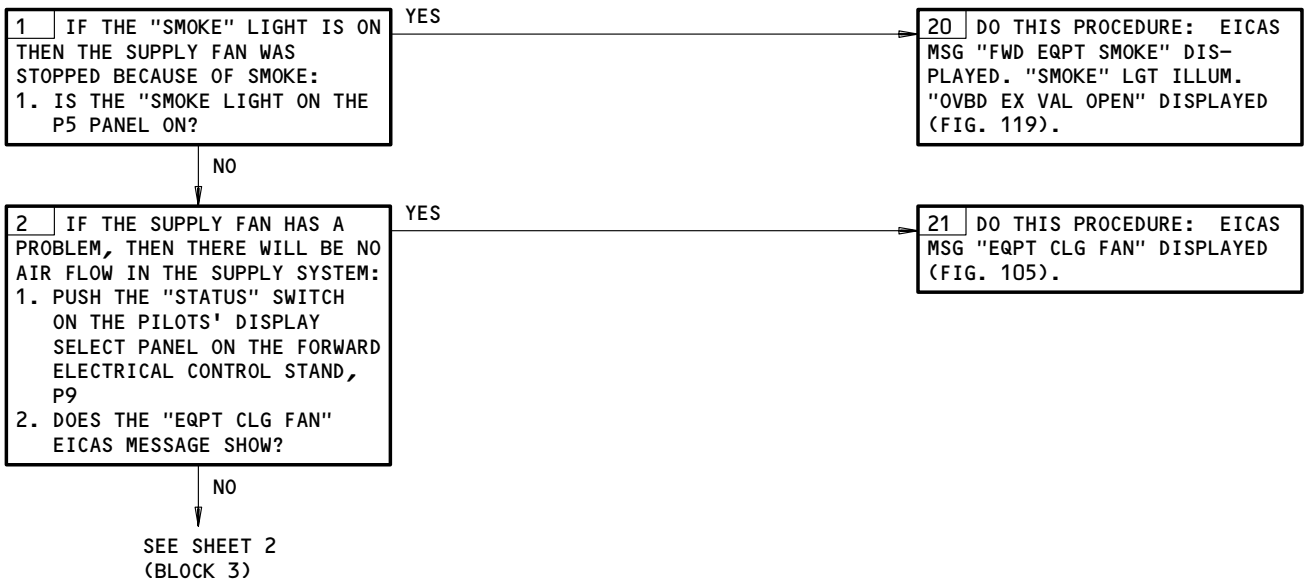 1 IF THE "SMOKE" LIGHT IS ON
THEN THE SUPPLY FAN WAS
STOPPED BECAUSE OF SMOKE:
1. IS THE "SMOKE LIGHT ON THE
P5 PANEL ON?
YES
20 DO THIS PROCEDURE: EICAS
MSG "FWD EQPT SMOKE" DIS-
PLAYED. "SMOKE" LGT ILLUM.
"OVBD EX VAL OPEN" DISPLAYED
(FIG. 119).
NO
2 IF THE SUPPLY FAN HAS A
PROBLEM, THEN THERE WILL BE NO
AIR FLOW IN THE SUPPLY SYSTEM:
1. PUSH THE "STATUS" SWITCH
ON THE PILOTS' DISPLAY
SELECT PANEL ON THE FORWARD
ELECTRICAL CONTROL STAND,
P9
2. DOES THE "EQPT CLG FAN"
EICAS MESSAGE SHOW?
YES
21 DO THIS PROCEDURE: EICAS
MSG "EQPT CLG FAN" DISPLAYED
(FIG. 105).
NO
SEE SHEET 2
(BLOCK 3)